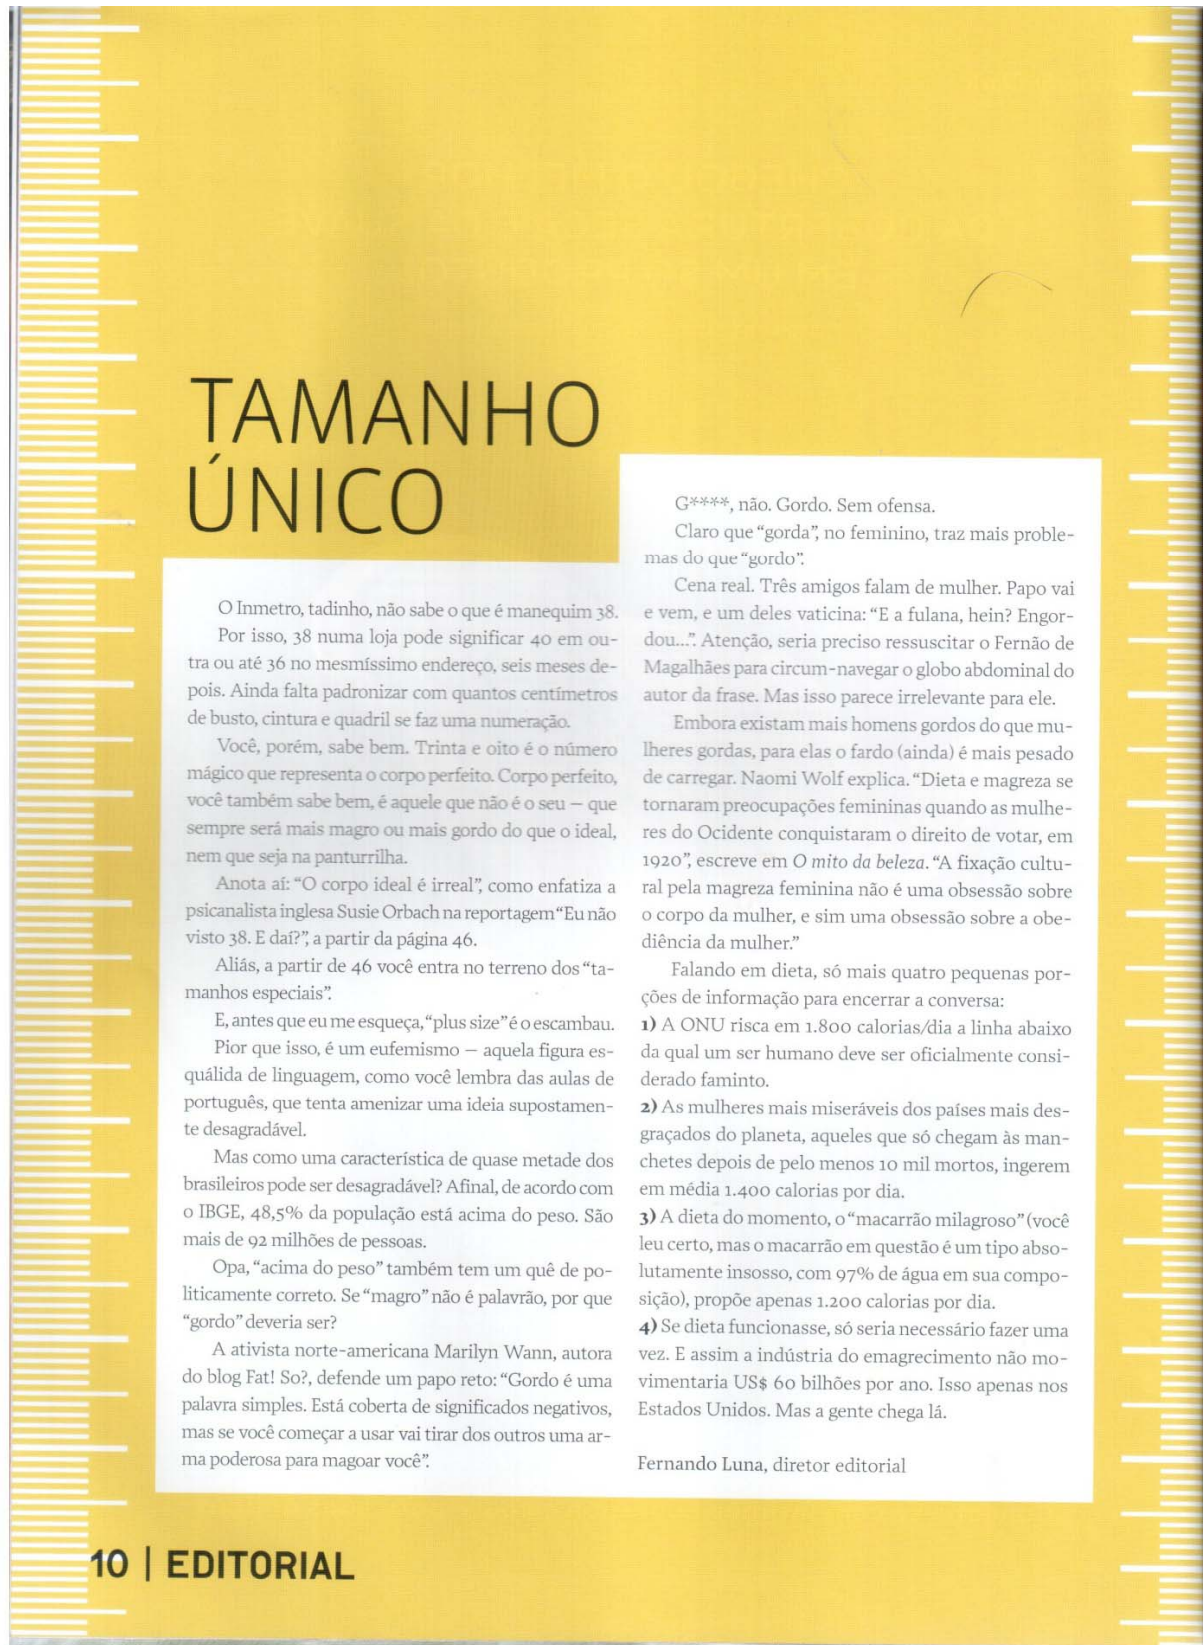 TAMANHO
ÚNICO
O Inmetro, tadinho, não sabe o que é manequim 38.
Por isso, 38 numa loja pode significar 40 em ou-
tra ou até 36 no mesmíssimo endereço, seis meses de-
pois. Ainda falta padronizar com quantos centímetros
de busto, cintura e quadril se faz uma numeração.
Você, porém, sabe bem. Trinta e oito é o número
mágico que representa o corpo perfeito. Corpo perfeito,
você também sabe bem, é aquele que não é o seu — que
sempre será mais magro ou mais gordo do que o ideal,
nem que seja na panturrilha.
Anota aí: “O corpo ideal é irreal”, como enfatiza a
psicanalista inglesa Susie Orbach na reportagem “Eu não
visto 38. E daí?”, a partir da página 46.
Aliás, a partir de 46 você entra no terreno dos “ta-
manhos especiais”.
E, antes que eu me esqueça, “plus size” é o escambau.
Pior que isso, é um eufemismo — aquela figura es-
quálida de linguagem, como você lembra das aulas de
português, que tenta amenizar uma ideia supostamen-
te desagradável.
Mas como uma característica de quase metade dos
brasileiros pode ser desagradável? Afinal, de acordo com
o IBGE, 48,5% da população está acima do peso. São
mais de 92 milhões de pessoas.
Opa, “acima do peso” também tem um quê de po-
liticamente correto. Se “magro” não é palavrão, por que
“gordo” deveria ser?
A ativista norte-americana Marilyn Wann, autora
do blog Fat! So?, defende um papo reto: “Gordo é uma
palavra simples. Está coberta de significados negativos,
mas se você começar a usar vai tirar dos outros uma ar-
ma poderosa para magoar você”.
G****, não. Gordo. Sem ofensa.
Claro que “gorda”, no feminino, traz mais proble-
mas do que “gordo”.
Cena real. Três amigos falam de mulher. Papo vai
e vem, e um deles vaticina: “E a fulana, hein? Engor-
dou...”. Atenção, seria preciso ressuscitar o Fernão de
Magalhães para circum-navegar o globo abdominal do
autor da frase. Mas isso parece irrelevante para ele.
Embora existam mais homens gordos do que mu-
lheres gordas, para elas o fardo (ainda) é mais pesado
de carregar. Naomi Wolf explica. “Dieta e magreza se
tornaram preocupações femininas quando as mulhe-
res do Ocidente conquistaram o direito de votar, em
1920”, escreve em O mito da beleza. “A fixação cultu-
ral pela magreza feminina não é uma obsessão sobre
o corpo da mulher, e sim uma obsessão sobre a obe-
diência da mulher.”
Falando em dieta, só mais quatro pequenas por-
ções de informação para encerrar a conversa:
1) A ONU risca em 1.800 calorias/dia a linha abaixo
da qual um ser humano deve ser oficialmente consi-
derado faminto.
2) As mulheres mais miseráveis dos países mais des-
graçados do planeta, aqueles que só chegam às man-
chetes depois de pelo menos 10 mil mortos, ingerem
em média 1.400 calorias por dia.
3) A dieta do momento, o “macarrão milagroso” (você
leu certo, mas o macarrão em questão é um tipo abso-
lutamente insosso, com 97% de água em sua compo-
sição), propõe apenas 1.200 calorias por dia.
4) Se dieta funcionasse, só seria necessário fazer uma
vez. E assim a indústria do emagrecimento não mo-
vimentaria US$ 60 bilhões por ano. Isso apenas nos
Estados Unidos. Mas a gente chega lá.
Fernando Luna, diretor editorial
10 | EDITORIAL